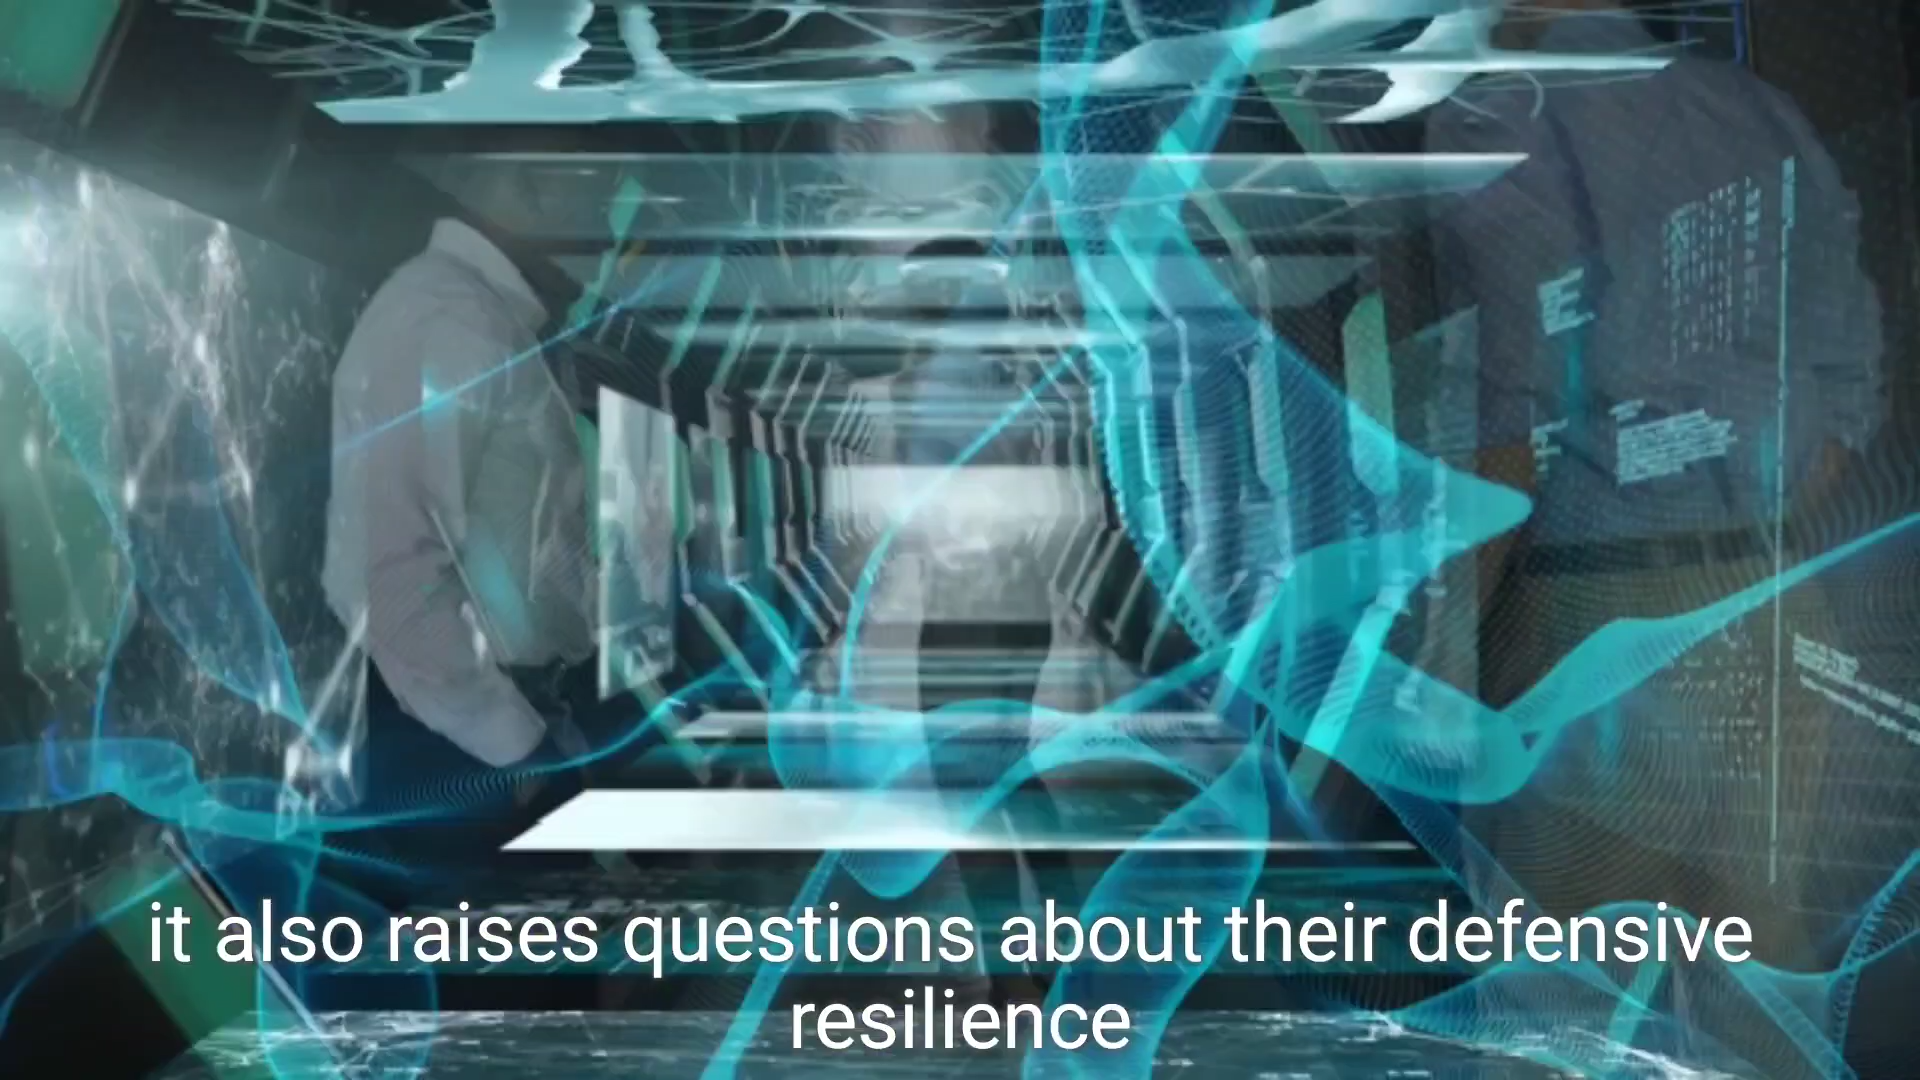 it also raises questions about their defensive
resilience